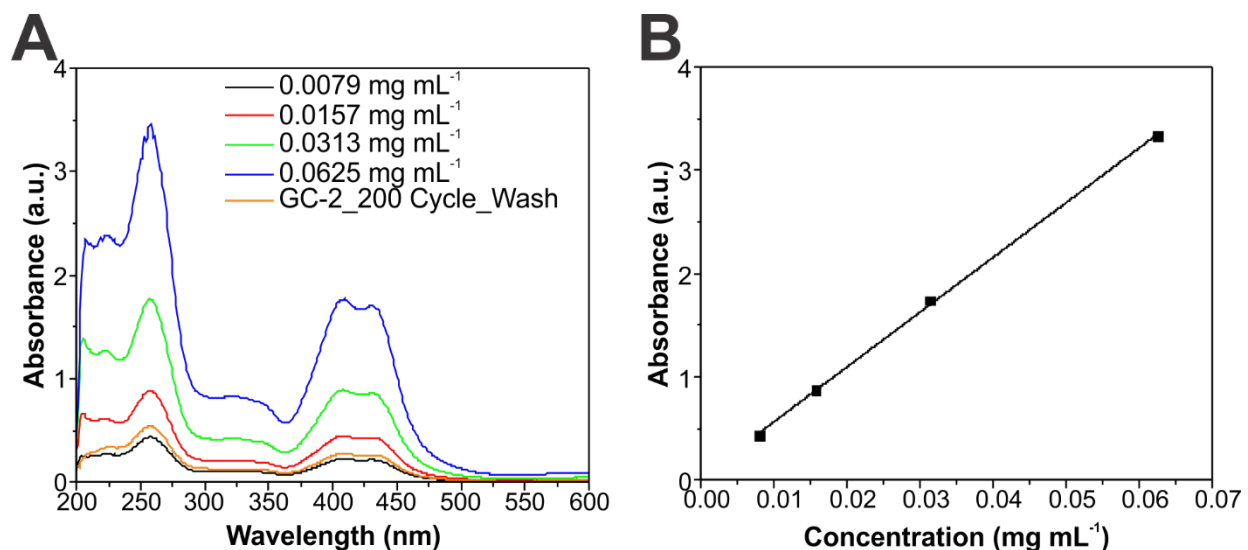 A
Absorbance (a.u.)
4
3
2
1
0
0.0079 mg mL⁻¹
0.0157 mg mL⁻¹
0.0313 mg mL⁻¹
0.0625 mg mL⁻¹
GC-2_200 Cycle_Wash
200 250 300 350 400 450 500 550 600
Wavelength (nm)
B
Absorbance (a.u.)
4
3
2
1
0
0.00 0.01 0.02 0.03 0.04 0.05 0.06 0.07
Concentration (mg mL⁻¹)